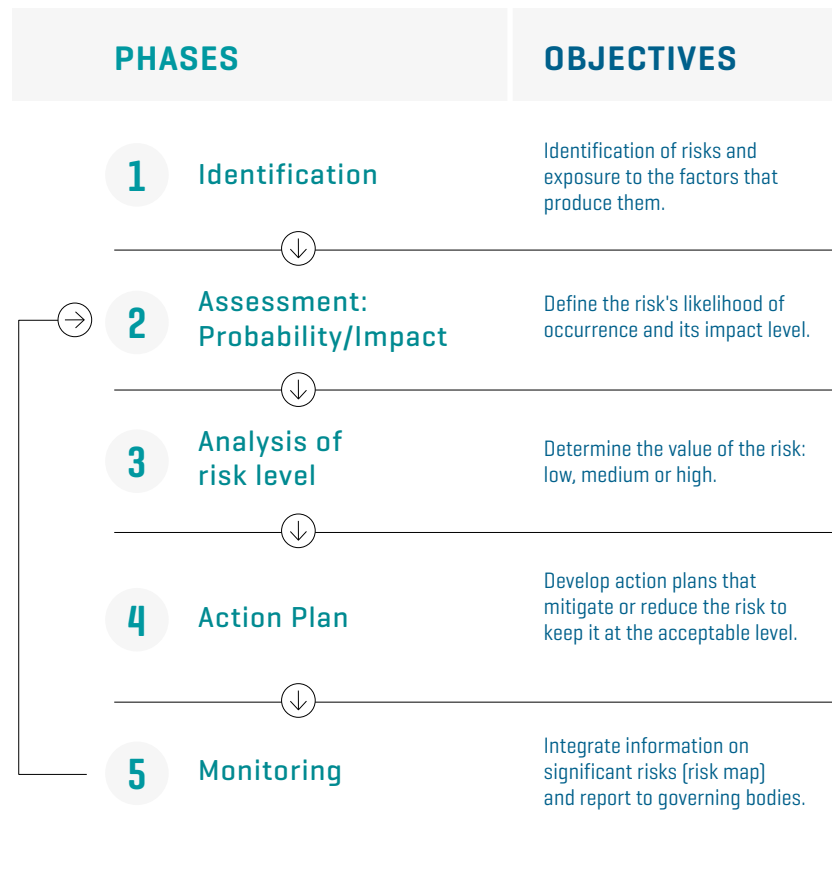 PHASES
OBJECTIVES
1
Identification
Identification of risks and
exposure to the factors that
produce them.
2
Assessment:
Probability/Impact
Define the risk's likelihood of
occurrence and its impact level.
3
Analysis of
risk level
Determine the value of the risk:
low, medium or high.
4
Action Plan
Develop action plans that
mitigate or reduce the risk to
keep it at the acceptable level.
5
Monitoring
Integrate information on
significant risks (risk map)
and report to governing bodies.